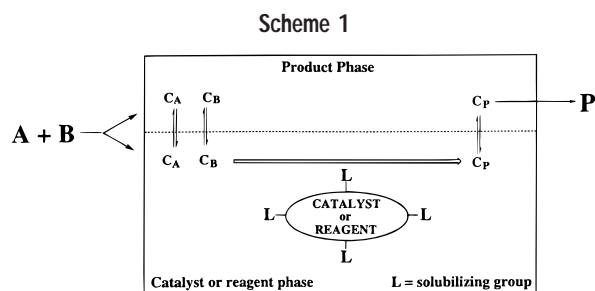 Scheme 1
Product Phase
CA CB CP
A + B P
CA CB CP
L
L CATALYST L
or
REAGENT
L
Catalyst or reagent phase L = solubilizing group